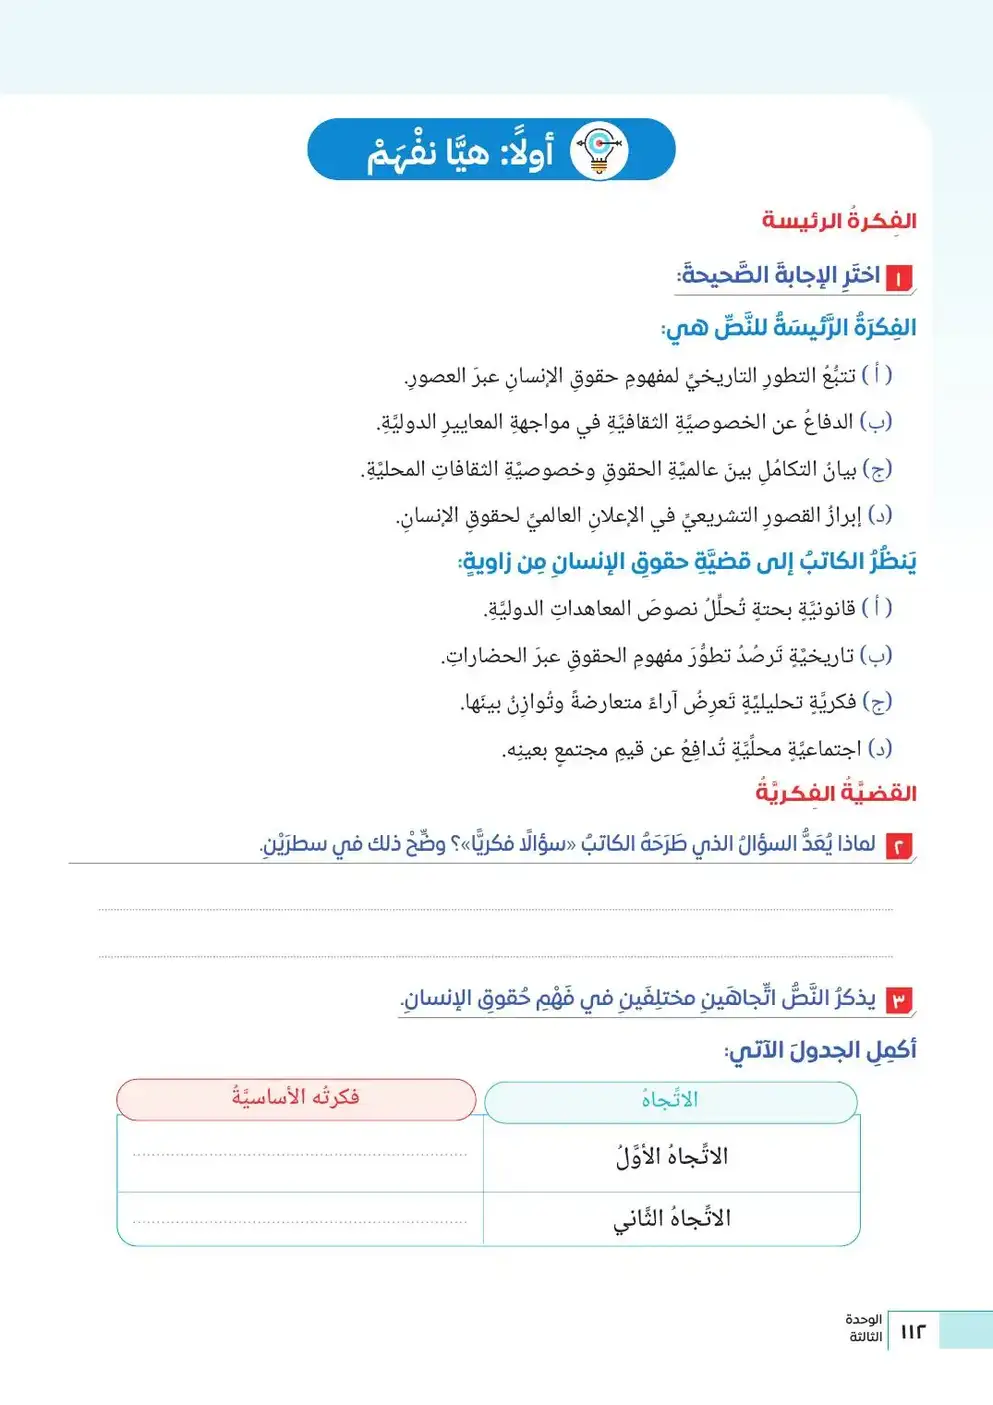 أولًا: هيَّا نفْهَمْ
الفِكرةُ الرئيسة
١ اختَرِ الإجابةَ الصَّحيحةَ:
الفِكرَةُ الرَّئيسَةُ للنَّصِّ هي:
(أ) تتبُّعُ التطورِ التاريخيِّ لمفهومِ حقوقِ الإنسانِ عبرَ العصورِ.
(ب) الدفاعُ عن الخصوصيَّةِ الثقافيَّةِ في مواجهةِ المعاييرِ الدوليَّةِ.
(ج) بيانُ التكامُلِ بينَ عالميَّةِ الحقوقِ وخصوصيْةِ الثقافاتِ المحليَّةِ.
(د) إبرازُ القصورِ التشريعيِّ في الإعلانِ العالميِّ لحقوقِ الإنسانِ.
يَنظُرُ الكاتبُ إلى قضيَّةِ حقوقِ الإنسانِ مِن زاويةٍ:
(أ) قانونيَّةٍ بحتةٍ تُحلِّلُ نصوصَ المعاهداتِ الدوليَّةِ.
(ب) تاريخيْةٍ تَرصُدُ تطوُّرَ مفهومِ الحقوقِ عبرَ الحضاراتِ.
(ج) فكريَّةٍ تحليليَّةٍ تَعرِضُ آراءً متعارضةً وتُوازِنُ بينَها.
(د) اجتماعيَّةٍ محلَّيَّةٍ تُدافِعُ عن قيمِ مجتمعٍ بعينِه.
القضيَّةُ الفِكريَّةُ
٢ لماذا يُعَدُّ السؤالُ الذي طَرَحَهُ الكاتبُ «سؤالًا فكريًّا»؟ وضِّحْ ذلك في سطرَيْنِ.
٣ يذكرُ النَّصُّ اتِّجاهَينِ مختلِفَينِ في فَهْمِ حُقوقِ الإنسانِ.
أكمِلِ الجدولَ الآتي:
الاتِّجاهُ
فكرتُه الأساسيَّةُ
الاتِّجاهُ الأوَّلُ
الاتِّجاهُ الثَّاني
١١٢
الوحدة
الثالثة